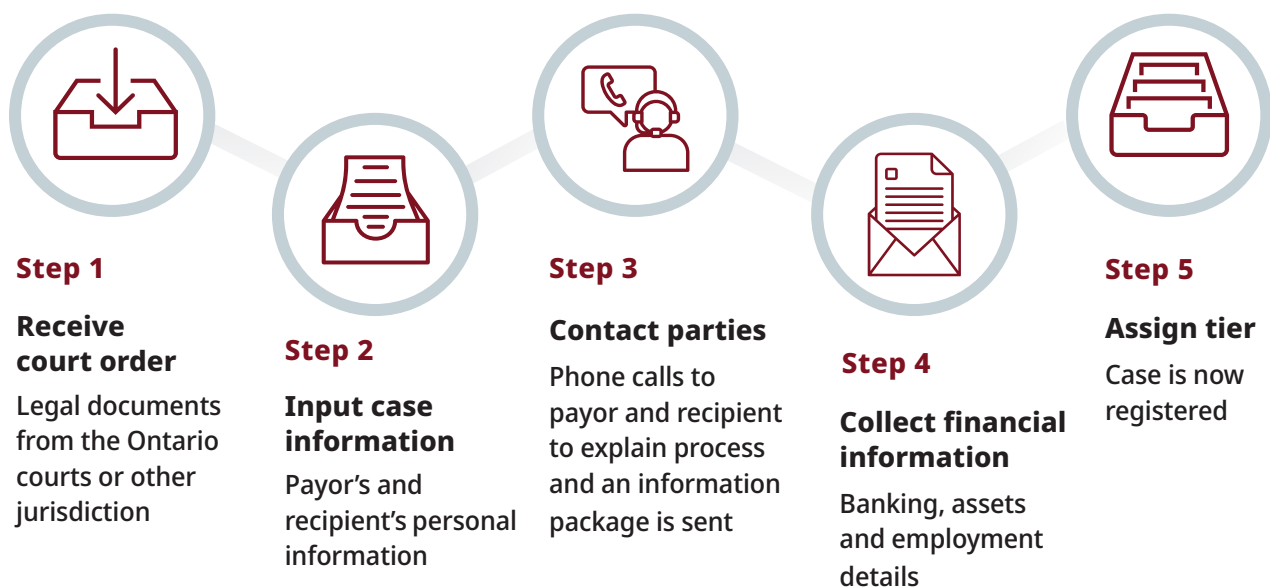 Step 1
Receive
court order
Legal documents
from the Ontario
courts or other
jurisdiction
Step 2
Input case
information
Payor’s and
recipient’s personal
information
Step 3
Contact parties
Phone calls to
payor and recipient
to explain process
and an information
package is sent
Step 4
Collect financial
information
Banking, assets
and employment
details
Step 5
Assign tier
Case is now
registered